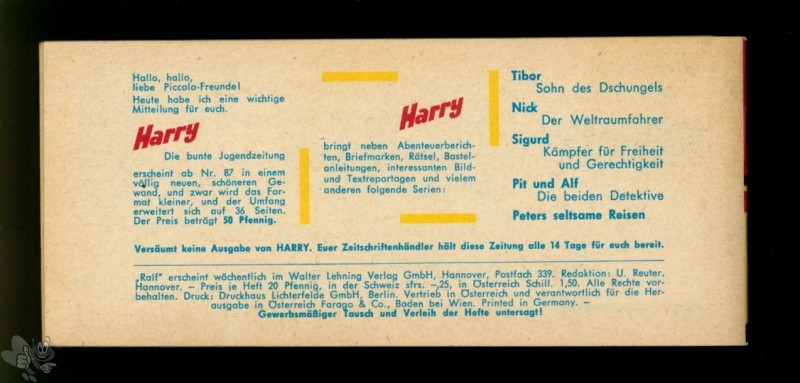 Hallo, hallo,
liebe Piccolo-Freunde!
Heute habe ich eine wichtige
Mitteilung für euch.
Harry
Die bunte Jugendzeitung
erscheint ab Nr. 87 in einem
völlig neuen, schöneren Ge-
wand, und zwar wird das For-
mat kleiner, und der Umfang
erweitert sich auf 36 Seiten.
Der Preis beträgt 50 Pfennig.
Harry
bringt neben Abenteuerberich-
ten, Briefmarken, Rätsel, Bastel-
anleitungen, interessanten Bild-
und Textreportagen und vielem
anderen folgende Serien:
Tibor
Sohn des Dschungels
Nick
Der Weltraumfahrer
Sigurd
Kämpfer für Freiheit
und Gerechtigkeit
Pit und Alf
Die beiden Detektive
Peters seltsame Reisen
Versäumt keine Ausgabe von HARRY. Euer Zeitschriftenhändler hält diese Zeitung alle 14 Tage für euch bereit.
„Ralf" erscheint wöchentlich im Walter Lehning Verlag GmbH, Hannover, Postfach 339. Redaktion: U. Reuter,
Hannover. – Preis je Heft 20 Pfennig, in der Schweiz sfrs. –,25, in Österreich Schill. 1,50. Alle Rechte vor-
behalten. Druck: Druckhaus Lichterfelde GmbH, Berlin. Vertrieb in Österreich und verantwortlich für die Her-
ausgabe in Österreich Farago & Co., Baden bei Wien. Printed in Germany. –
Gewerbsmäßiger Tausch und Verleih der Hefte untersagt!